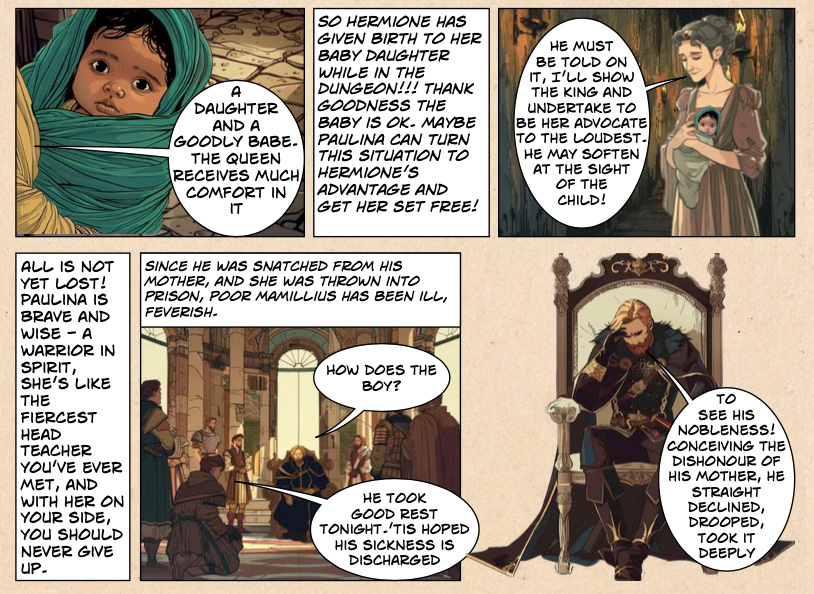 A
DAUGHTER
AND A
GOODLY BABE.
THE QUEEN
RECEIVES MUCH
COMFORT IN
IT
SO HERMIONE HAS
GIVEN BIRTH TO HER
BABY DAUGHTER
WHILE IN THE
DUNGEON!!! THANK
GOODNESS THE
BABY IS OK. MAYBE
PAULINA CAN TURN
THIS SITUATION TO
HERMIONE'S
ADVANTAGE AND
GET HER SET FREE!
HE MUST
BE TOLD ON
IT, I'LL SHOW
THE KING AND
UNDERTAKE TO
BE HER ADVOCATE
TO THE LOUDEST.
HE MAY SOFTEN
AT THE SIGHT
OF THE
CHILD!
ALL IS NOT
YET LOST!
PAULINA IS
BRAVE AND
WISE - A
WARRIOR IN
SPIRIT,
SHE'S LIKE
THE
FIERCEST
HEAD
TEACHER
YOU'VE EVER
MET, AND
WITH HER ON
YOUR SIDE,
YOU SHOULD
NEVER GIVE
UP.
SINCE HE WAS SNATCHED FROM HIS
MOTHER, AND SHE WAS THROWN INTO
PRISON, POOR MAMILLIUS HAS BEEN ILL,
FEVERISH.
HOW DOES THE
BOY?
HE TOOK
GOOD REST
TONIGHT.'TIS HOPED
HIS SICKNESS IS
DISCHARGED
TO
SEE HIS
NOBLENESS!
CONCEIVING THE
DISHONOUR OF
HIS MOTHER, HE
STRAIGHT
DECLINED,
DROOPED,
TOOK IT
DEEPLY